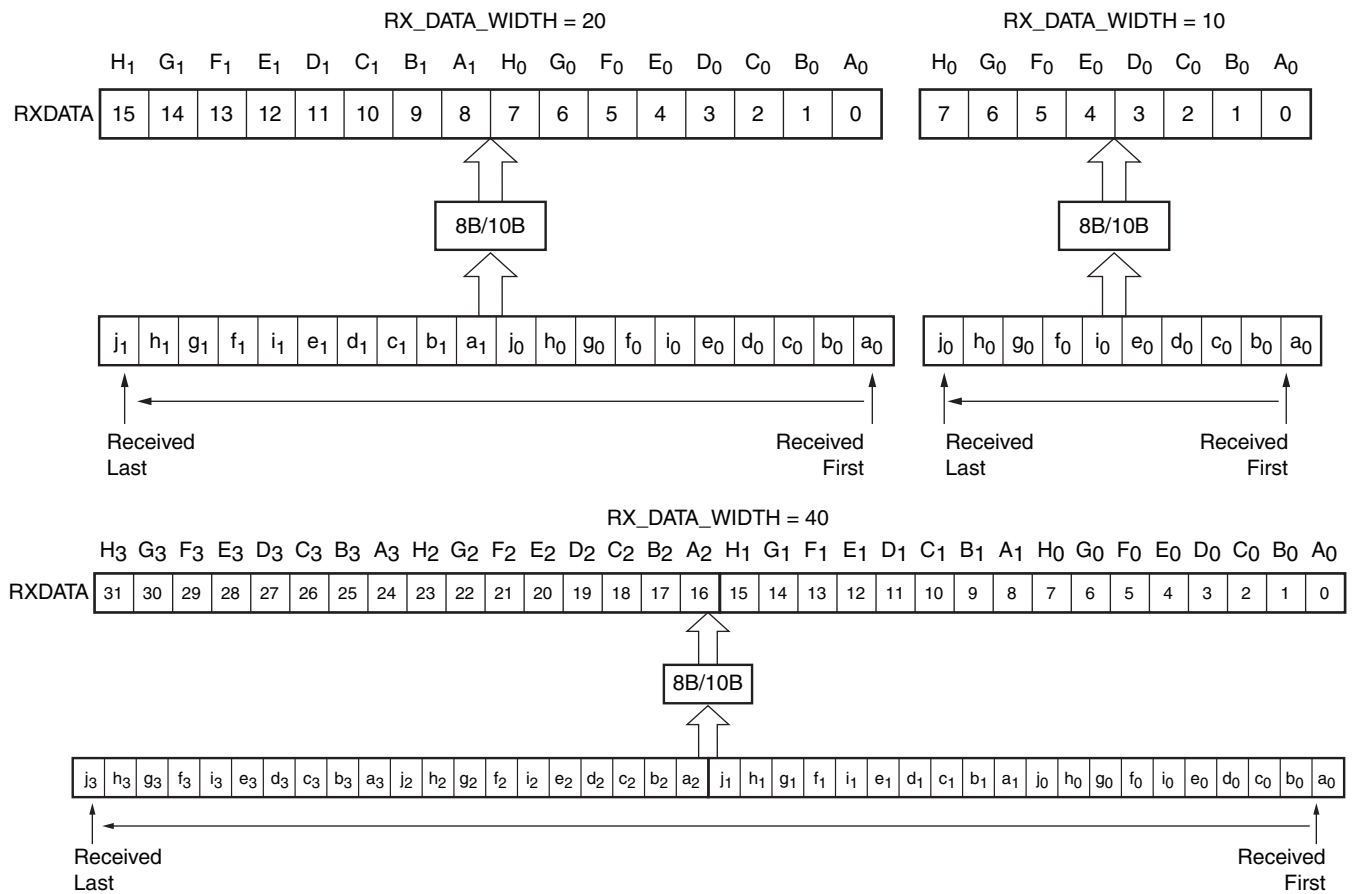 RX_DATA_WIDTH = 20
H1 G1 F1 E1 D1 C1 B1 A1 H0 G0 F0 E0 D0 C0 B0 A0
RXDATA 15 14 13 12 11 10 9 8 7 6 5 4 3 2 1 0
8B/10B
j1 h1 g1 f1 i1 e1 d1 c1 b1 a1 j0 h0 g0 f0 i0 e0 d0 c0 b0 a0
Received Last
Received First
RX_DATA_WIDTH = 10
H0 G0 F0 E0 D0 C0 B0 A0
7 6 5 4 3 2 1 0
8B/10B
j0 h0 g0 f0 i0 e0 d0 c0 b0 a0
Received Last
Received First
RX_DATA_WIDTH = 40
H3 G3 F3 E3 D3 C3 B3 A3 H2 G2 F2 E2 D2 C2 B2 A2 H1 G1 F1 E1 D1 C1 B1 A1 H0 G0 F0 E0 D0 C0 B0 A0
RXDATA 31 30 29 28 27 26 25 24 23 22 21 20 19 18 17 16 15 14 13 12 11 10 9 8 7 6 5 4 3 2 1 0
8B/10B
j3 h3 g3 f3 i3 e3 d3 c3 b3 a3 j2 h2 g2 f2 i2 e2 d2 c2 b2 a2 j1 h1 g1 f1 i1 e1 d1 c1 b1 a1 j0 h0 g0 f0 i0 e0 d0 c0 b0 a0
Received Last
Received First